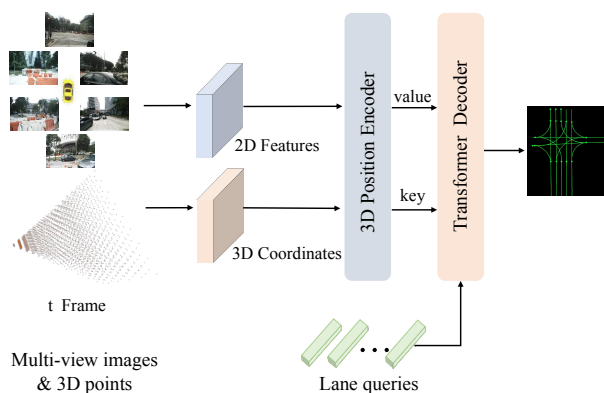 2D Features
3D Coordinates
t Frame
Multi-view images
& 3D points
3D Position Encoder
value
key
Transformer Decoder
Lane queries